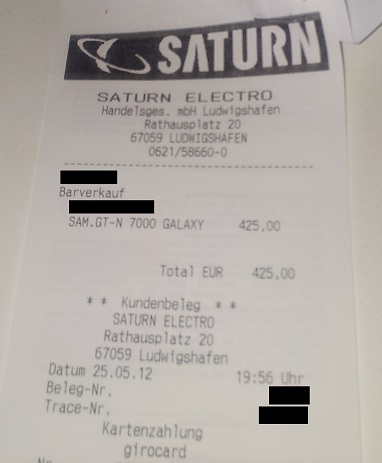 SATURN
SATURN ELECTRO
Handelsges. mbH Ludwigshafen
Rathausplatz 20
67059 LUDWIGSHAFEN
0621/58660-0
Barverkauf
SAM.GT-N 7000 GALAXY 425,00
Total EUR 425,00
* * Kundenbeleg * *
SATURN ELECTRO
Rathausplatz 20
67059 Ludwigshafen
Datum 25.05.12 19:56 Uhr
Beleg-Nr.
Trace-Nr.
Kartenzahlung
girocard
Nr